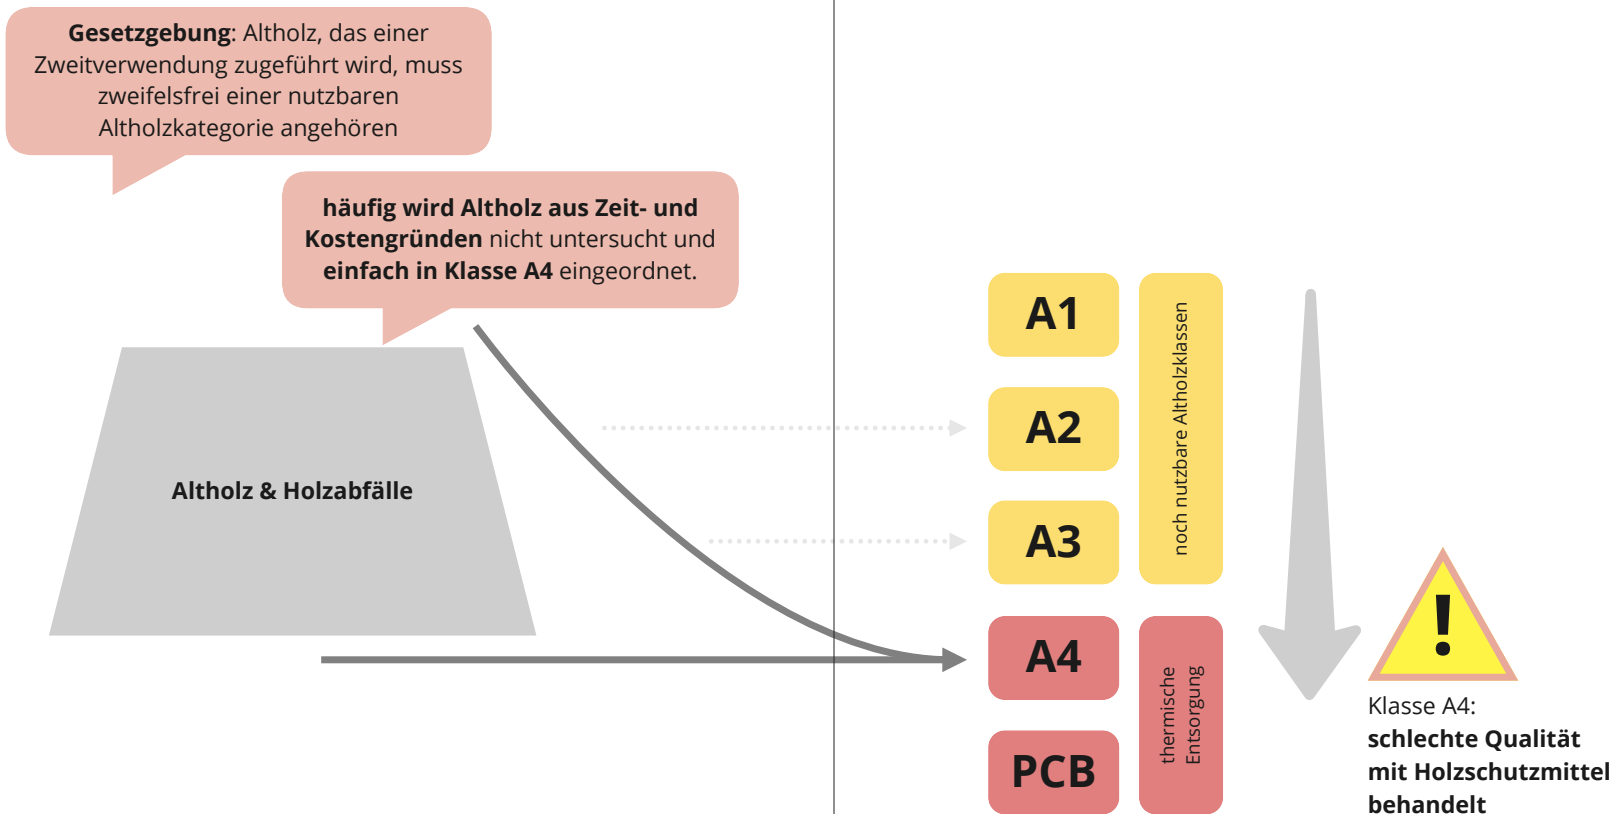 Gesetzgebung: Altholz, das einer
Zweitverwendung zugeführt wird, muss
zweifelsfrei einer nutzbaren
Altholzkategorie angehören
häufig wird Altholz aus Zeit- und
Kostengründen nicht untersucht und
einfach in Klasse A4 eingeordnet.
Altholz & Holzabfälle
A1
A2
A3
noch nutzbare Altholzklassen
A4
PCB
thermische
Entsorgung
!
Klasse A4:
schlechte Qualität
mit Holzschutzmittel
behandelt